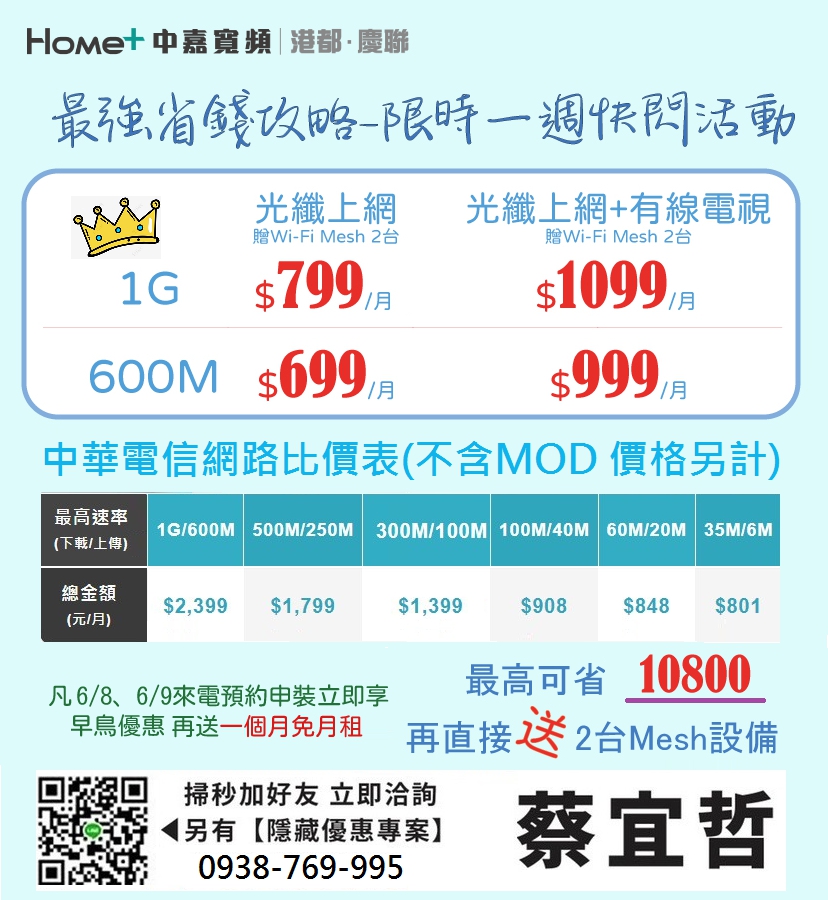 Home+ 中嘉寬頻 港都·慶聯
最強省錢攻略-限時一週快閃活動
光纖上網 光纖上網+有線電視
贈Wi-Fi Mesh 2台 贈Wi-Fi Mesh 2台
1G $799/月 $1099/月
600M $699/月 $999/月
中華電信網路比價表(不含MOD 價格另計)
最高速率
(下載/上傳) 1G/600M 500M/250M 300M/100M 100M/40M 60M/20M 35M/6M
總金額
(元/月) $2,399 $1,799 $1,399 $908 $848 $801
最高可省 10800
凡6/8、6/9來電預約申裝立即享
早鳥優惠 再送一個月免月租
再直接送2台Mesh設備
掃秒加好友 立即洽詢
◀另有【隱藏優惠專案】
0938-769-995
蔡宜哲
LINE